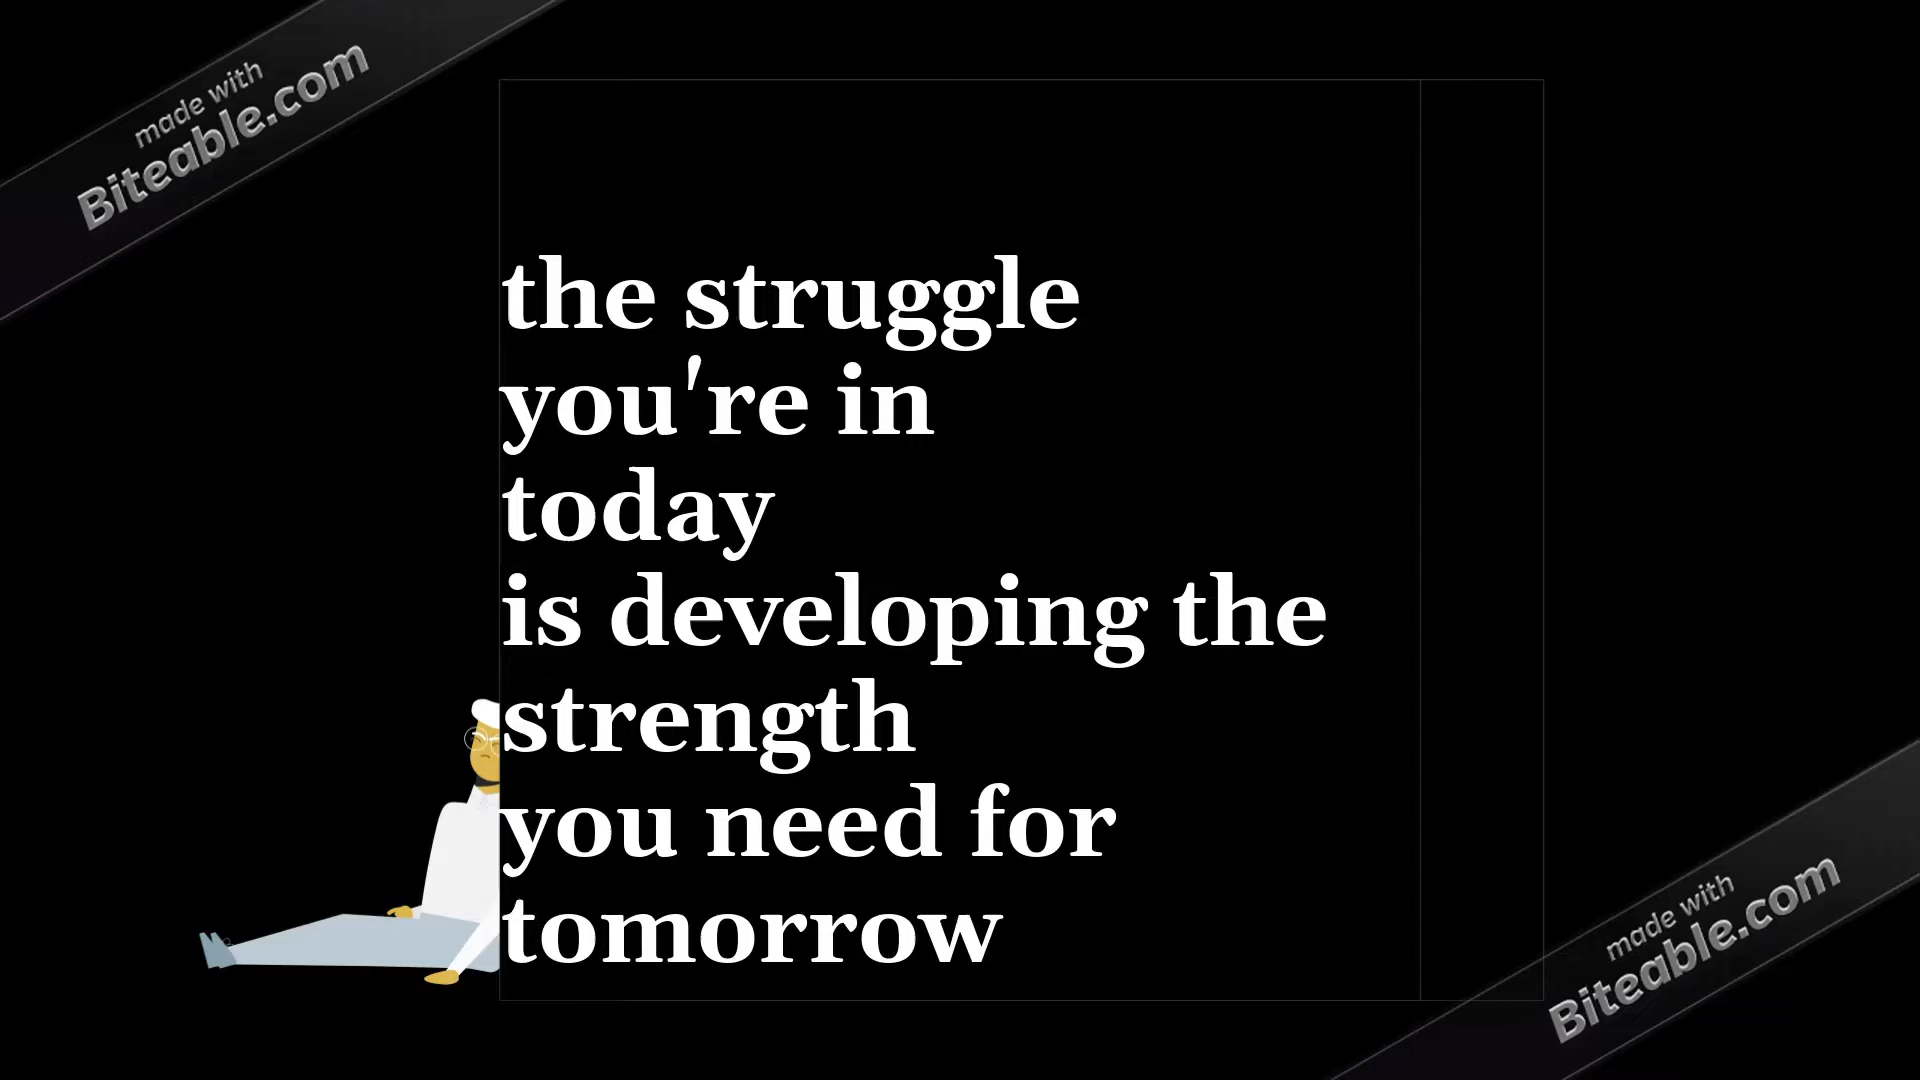 made with
Biteable.com
the struggle
you're in
today
is developing the
strength
you need for
tomorrow
made with
Biteable.com